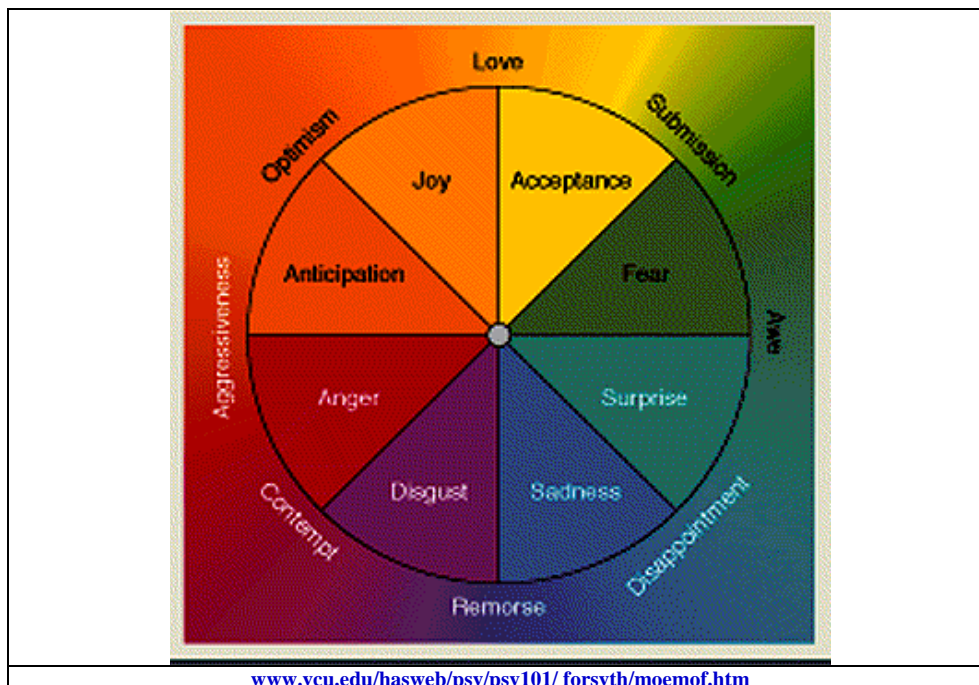 Love
Optimism
Submission
Joy
Acceptance
Anticipation
Fear
Aggressiveness
Awe
Anger
Surprise
Disgust
Sadness
Contempt
Disappointment
Remorse
www.vcu.edu/hasweb/psy/psy101/ forsyth/moemof.htm